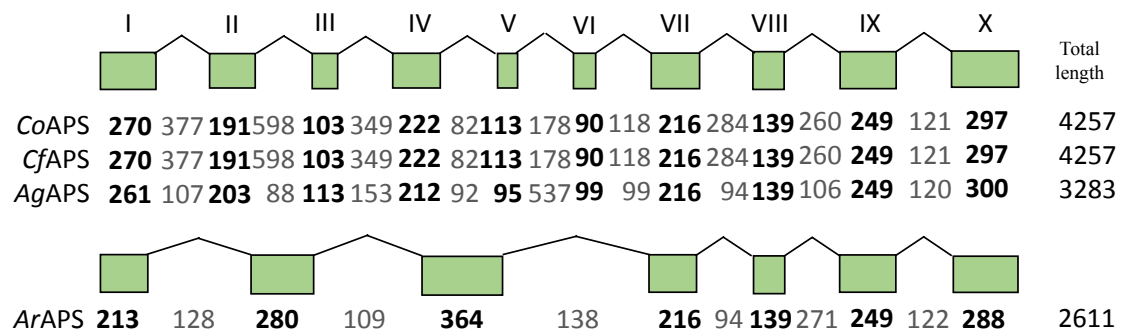 I II III IV V VI VII VIII IX X
Total
length
CoAPS 270 377 191 598 103 349 222 82 113 178 90 118 216 284 139 260 249 121 297 4257
CfAPS 270 377 191 598 103 349 222 82 113 178 90 118 216 284 139 260 249 121 297 4257
AgAPS 261 107 203 88 113 153 212 92 95 537 99 99 216 94 139 106 249 120 300 3283
ArAPS 213 128 280 109 364 138 216 94 139 271 249 122 288 2611